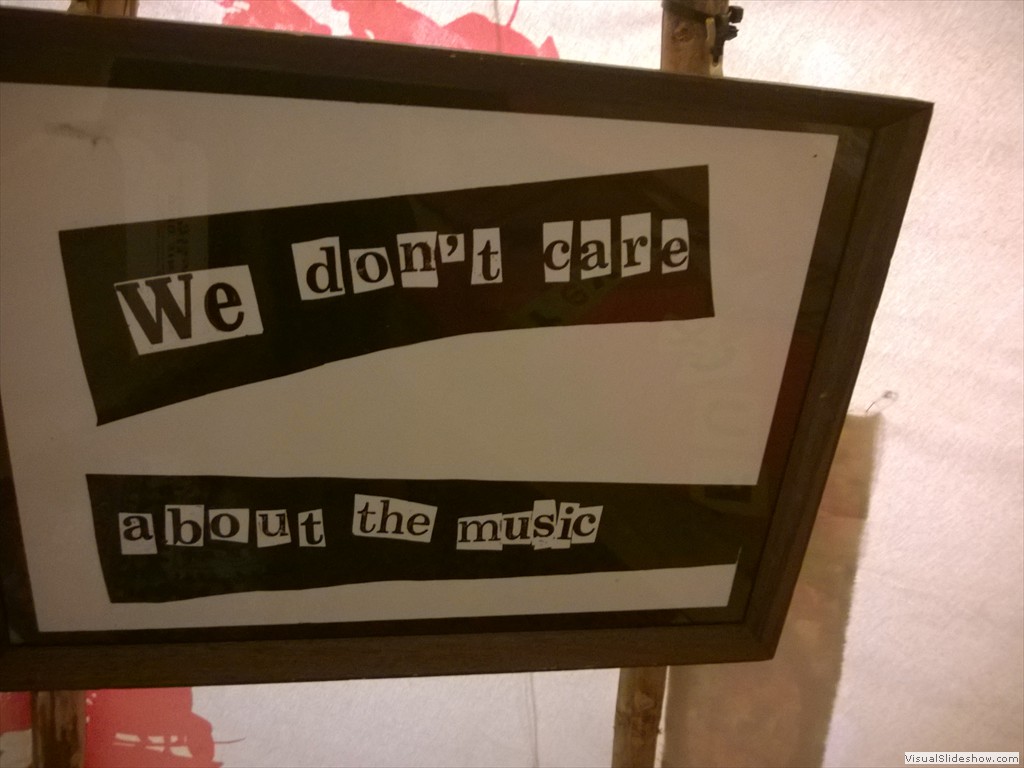 We don't care
about the music
VisualSlideshow.com